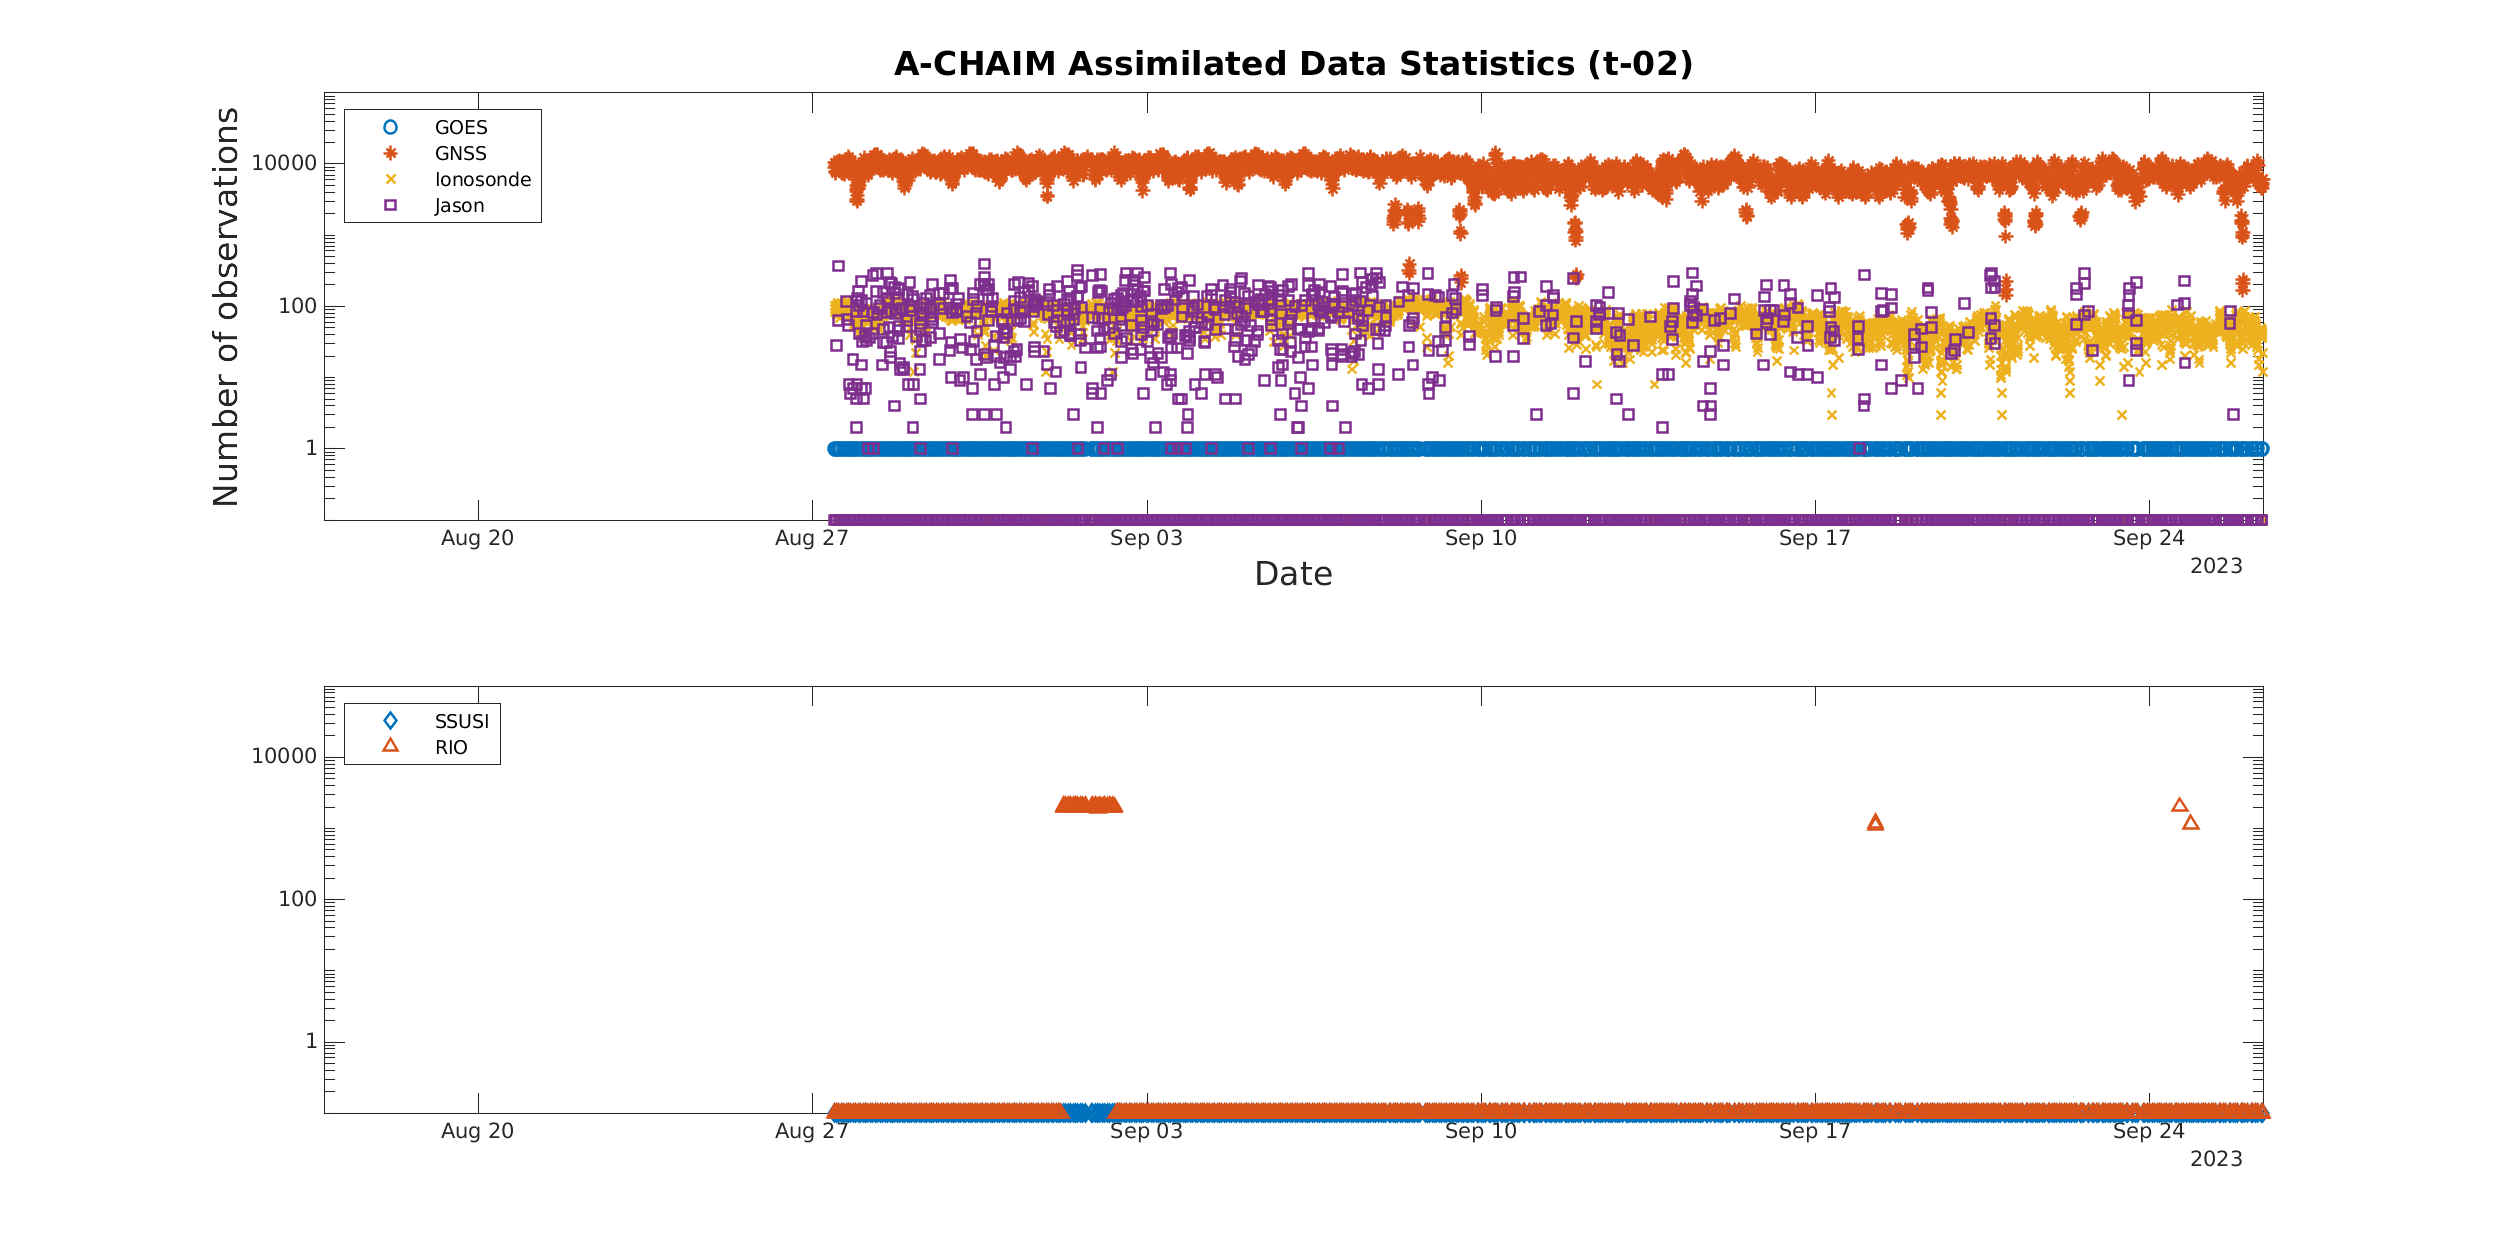 A-CHAIM Assimilated Data Statistics (t-02)
Number of observations
10000
100
1
GOES
GNSS
Ionosonde
Jason
Aug 20 Aug 27 Sep 03 Sep 10 Sep 17 Sep 24
2023
Date
10000
100
1
SSUSI
RIO
Aug 20 Aug 27 Sep 03 Sep 10 Sep 17 Sep 24
2023